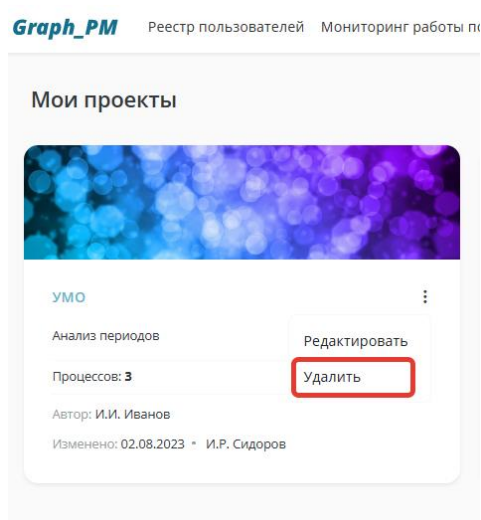 Graph_PM Реестр пользователей Мониторинг работы
Мои проекты
УМО
Анализ периодов
Редактировать
Процессов: 3
Удалить
Автор: И.И. Иванов
Изменено: 02.08.2023 • И.Р. Сидоров